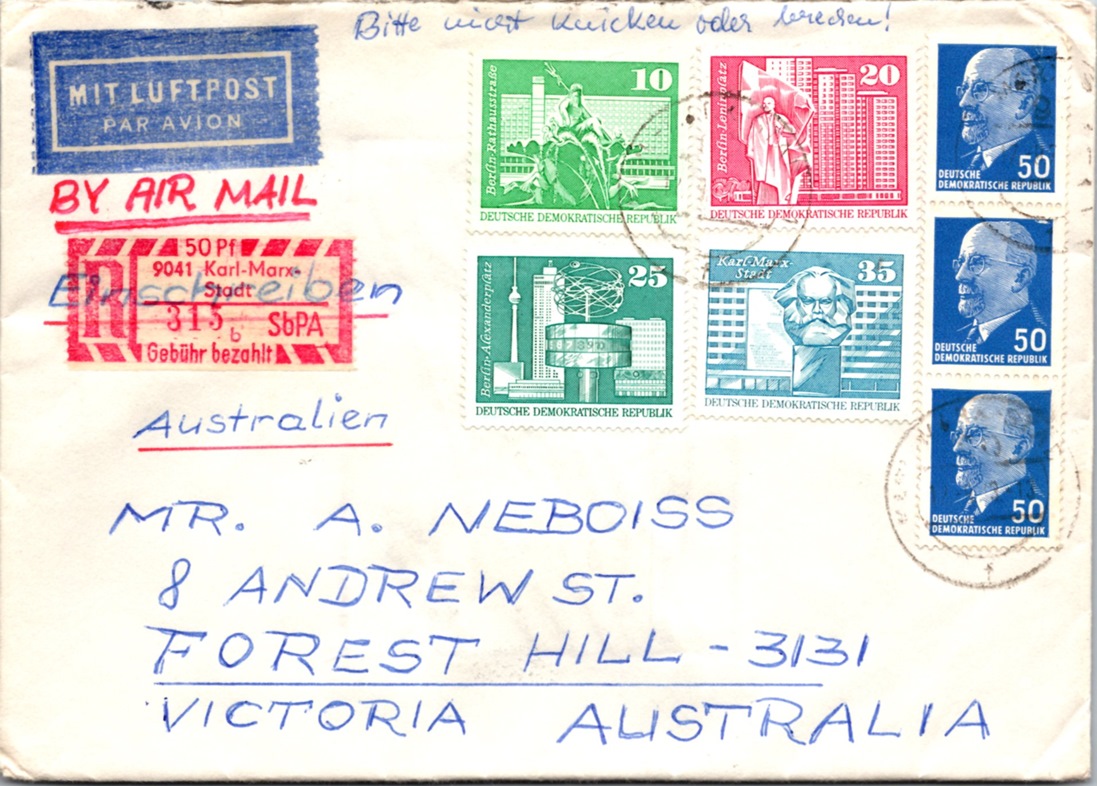 Bitte nicht knicken oder brechen!
MIT LUFTPOST
PAR AVION
BY AIR MAIL
R
50 Pf
9041 Karl-Marx-
Stadt
Einschreiben
315 b SbPA
Gebühr bezahlt
Berlin-Rathausstraße
10
DEUTSCHE DEMOKRATISCHE REPUBLIK
Berlin-Leninplatz
20
DEUTSCHE DEMOKRATISCHE REPUBLIK
50
DEUTSCHE
DEMOKRATISCHE REPUBLIK
Berlin-Alexanderplatz
25
DEUTSCHE DEMOKRATISCHE REPUBLIK
Karl-Marx-
Stadt
35
DEUTSCHE DEMOKRATISCHE REPUBLIK
50
DEUTSCHE
DEMOKRATISCHE REPUBLIK
50
DEUTSCHE
DEMOKRATISCHE REPUBLIK
Australien
MR. A. NEBOISS
8 ANDREW ST.
FOREST HILL - 3131
VICTORIA AUSTRALIA